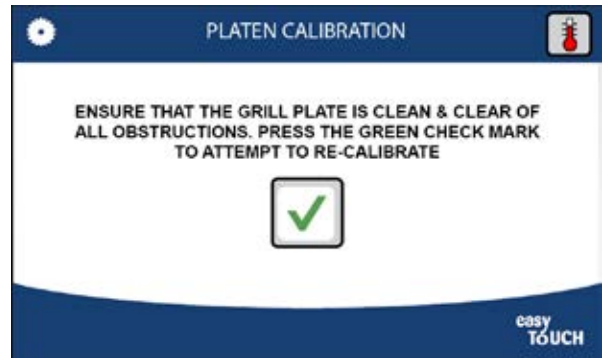 PLATEN CALIBRATION
ENSURE THAT THE GRILL PLATE IS CLEAN & CLEAR OF
ALL OBSTRUCTIONS. PRESS THE GREEN CHECK MARK
TO ATTEMPT TO RE-CALIBRATE
easy
TOUCH